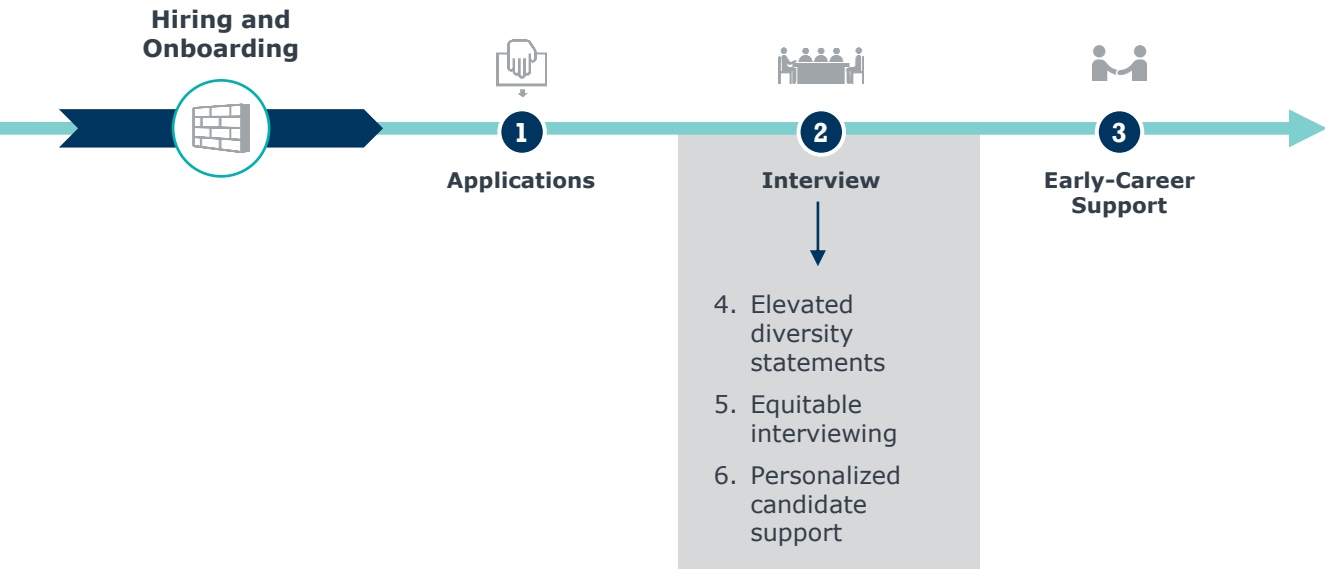 Hiring and
Onboarding
1
2
3
Applications
Interview
Early-Career
Support
4. Elevated
diversity
statements
5. Equitable
interviewing
6. Personalized
candidate
support